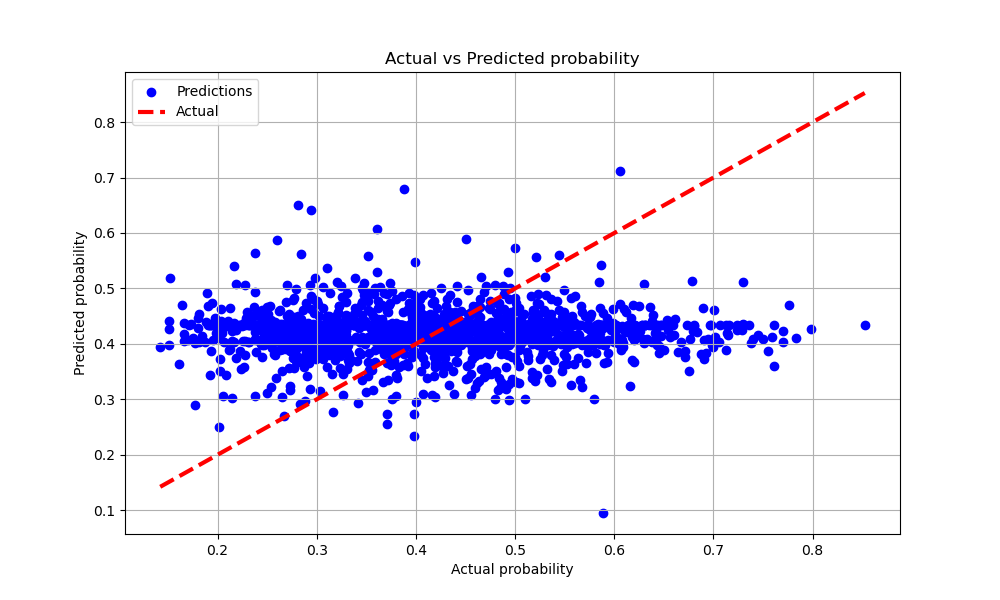 Actual vs Predicted probability
Predictions
Actual
Predicted probability
0.8
0.7
0.6
0.5
0.4
0.3
0.2
0.1
0.2 0.3 0.4 0.5 0.6 0.7 0.8
Actual probability